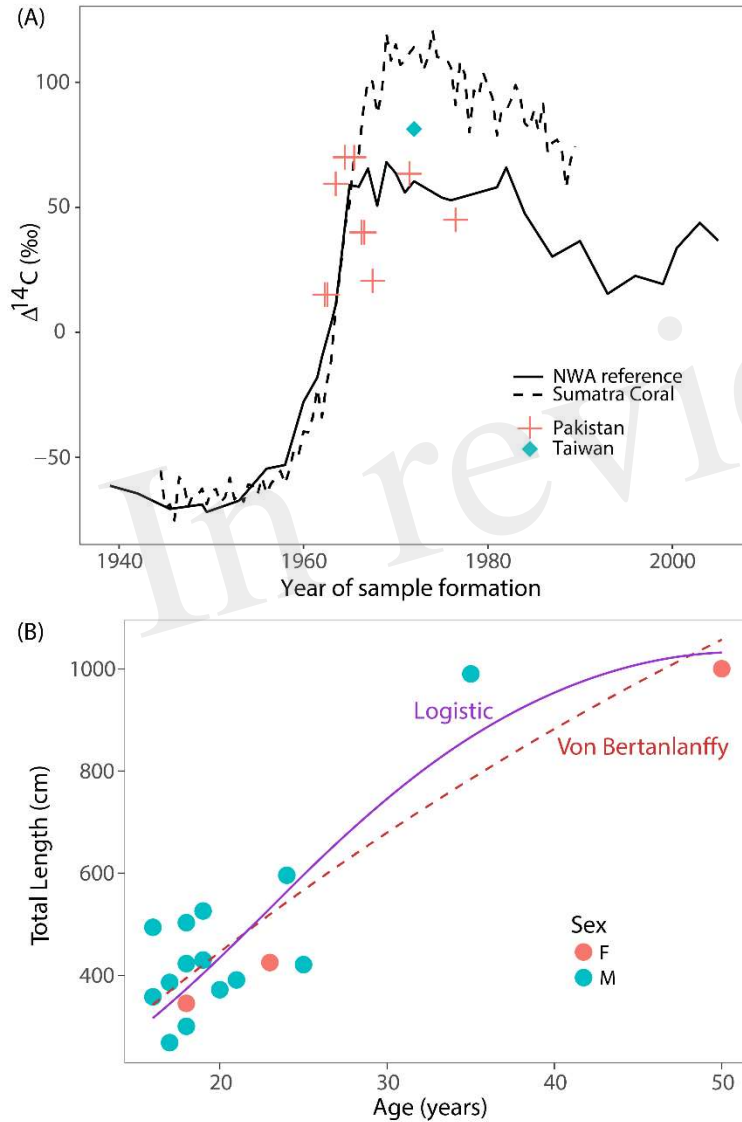 (A)
100
50
0
−50
Δ14C (‰)
NWA reference
Sumatra Coral
Pakistan
Taiwan
1940
1960
1980
2000
Year of sample formation
In revie
(B)
1000
800
600
400
Total Length (cm)
Logistic
Von Bertanlanffy
Sex
F
M
20
30
40
50
Age (years)